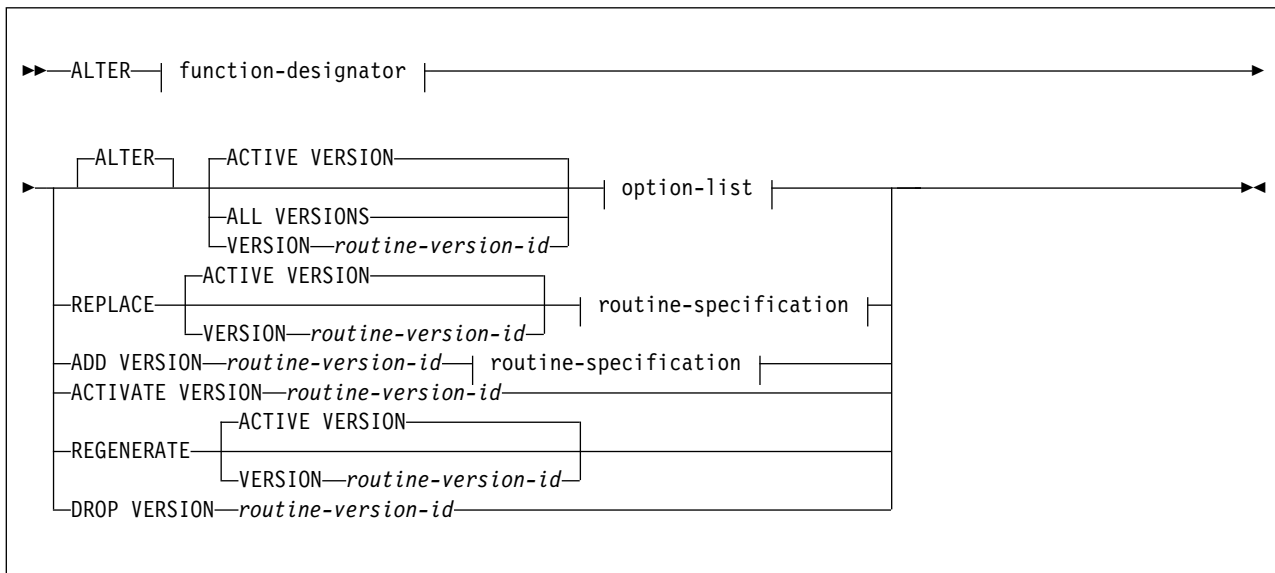 ALTER function-designator
ALTER ACTIVE VERSION
option-list
ALL VERSIONS
VERSION routine-version-id
ACTIVE VERSION
REPLACE routine-specification
VERSION routine-version-id
ADD VERSION routine-version-id routine-specification
ACTIVATE VERSION routine-version-id
ACTIVE VERSION
REGENERATE
VERSION routine-version-id
DROP VERSION routine-version-id